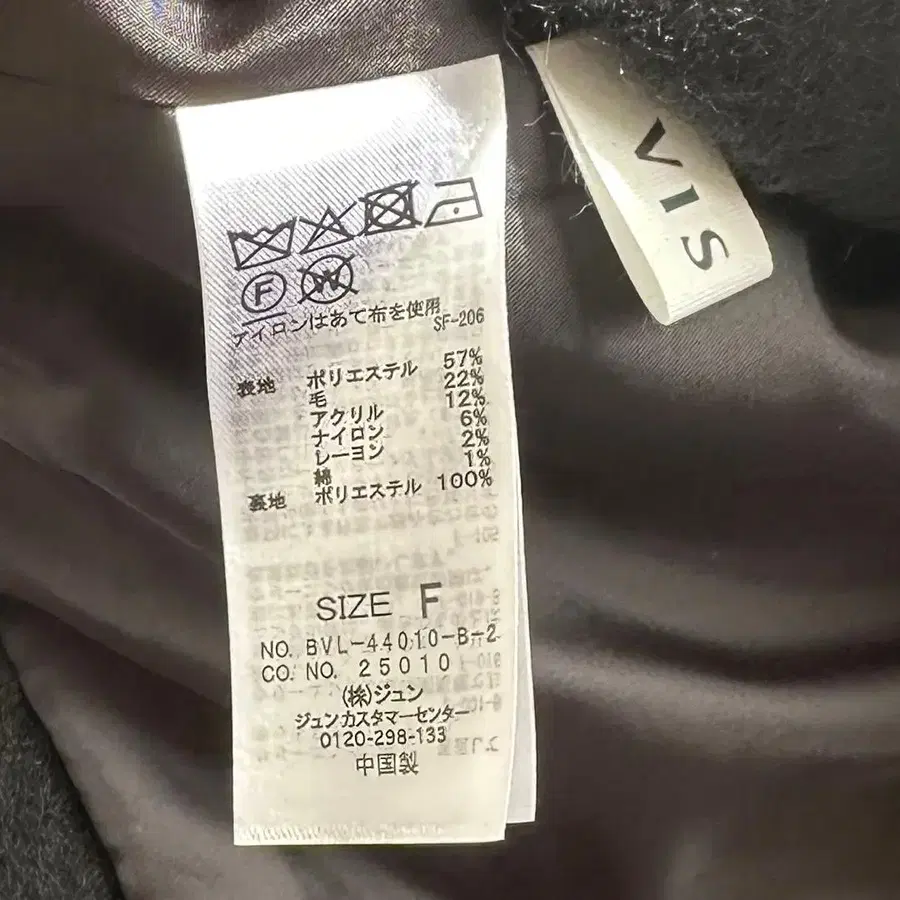 F
W
アイロンはあて布を使用
SF-206
表地 ポリエステル 57%
毛 22%
アクリル 12%
ナイロン 6%
レーヨン 2%
綿 1%
裏地 ポリエステル 100%
SIZE F
NO. BVL-44010-B-2
CO. NO. 25010
(株)ジュン
ジュンカスタマーセンター
0120-298-133
中国製
VIS